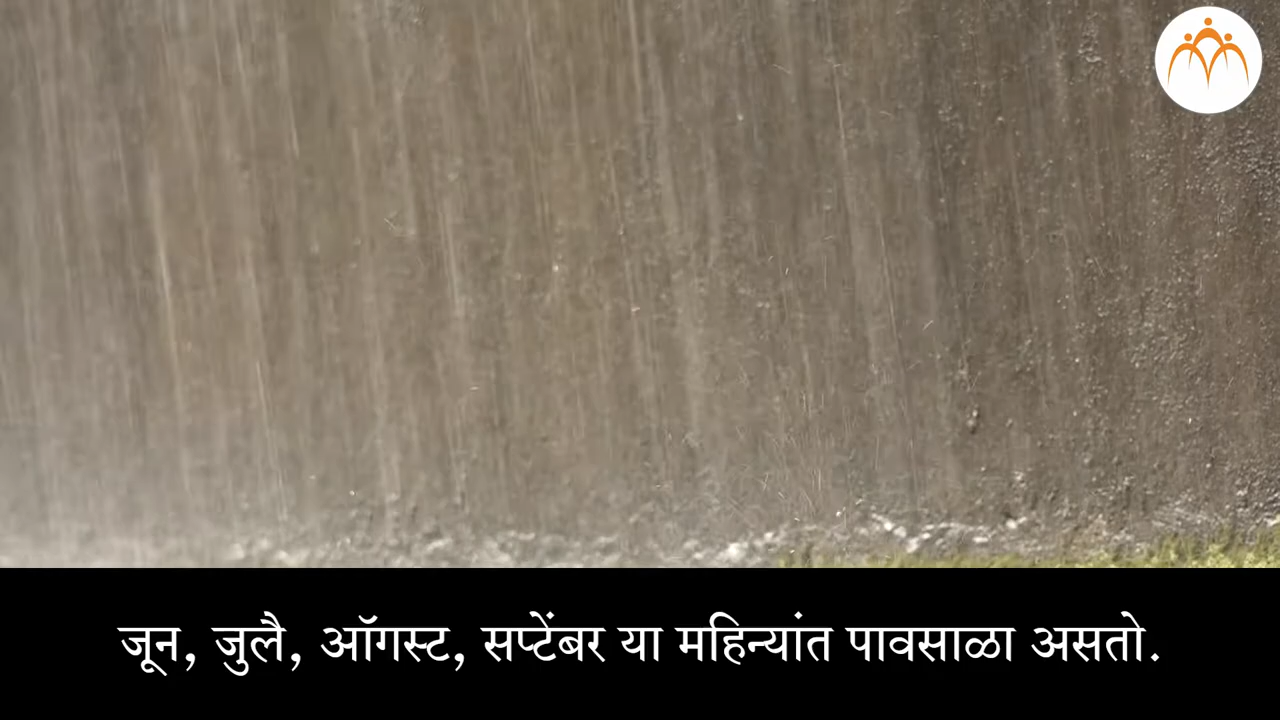 जून, जुलै, ऑगस्ट, सप्टेंबर या महिन्यांत पावसाळा असतो.